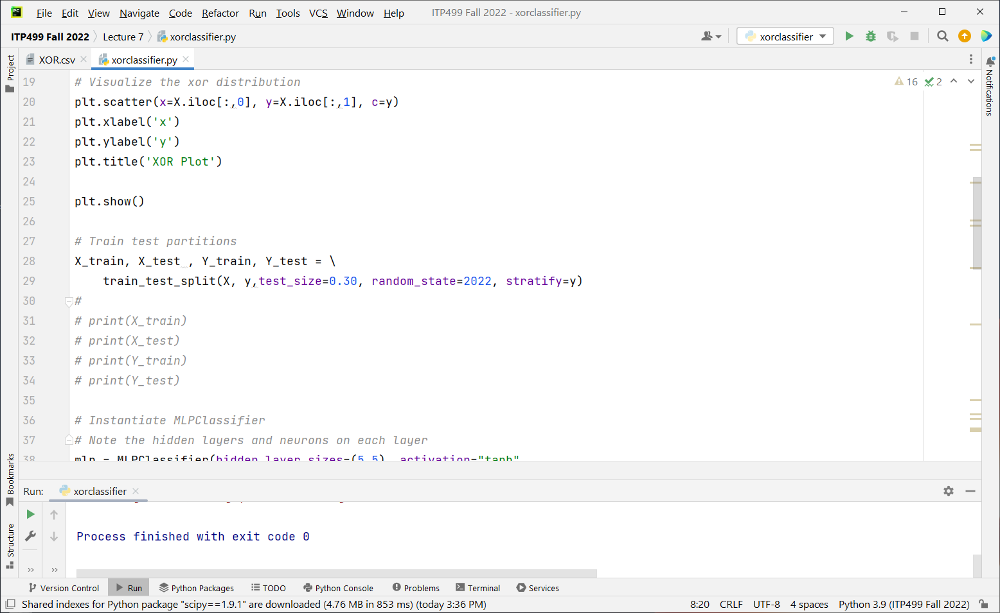 PC File Edit View Navigate Code Refactor Run Tools VCS Window Help ITP499 Fall 2022 - xorclassifier.py
ITP499 Fall 2022 Lecture 7 xorclassifier.py xorclassifier
XOR.csv xorclassifier.py
Project
Notifications
16 2
19 # Visualize the xor distribution
20 plt.scatter(x=X.iloc[:,0], y=X.iloc[:,1], c=y)
21 plt.xlabel('x')
22 plt.ylabel('y')
23 plt.title('XOR Plot')
24
25 plt.show()
26
27 # Train test partitions
28 X_train, X_test , Y_train, Y_test = \
29 train_test_split(X, y,test_size=0.30, random_state=2022, stratify=y)
30 #
31 # print(X_train)
32 # print(X_test)
33 # print(Y_train)
34 # print(Y_test)
35
36 # Instantiate MLPClassifier
37 # Note the hidden layers and neurons on each layer
38 mlp = MLPClassifier(hidden_layer_sizes=(5,5), activation="tanh"
Bookmarks
Structure
Run: xorclassifier
Process finished with exit code 0
Version Control Run Python Packages TODO Python Console Problems Terminal Services
Shared indexes for Python package "scipy==1.9.1" are downloaded (4.76 MB in 853 ms) (today 3:36 PM) 8:20 CRLF UTF-8 4 spaces Python 3.9 (ITP499 Fall 2022)